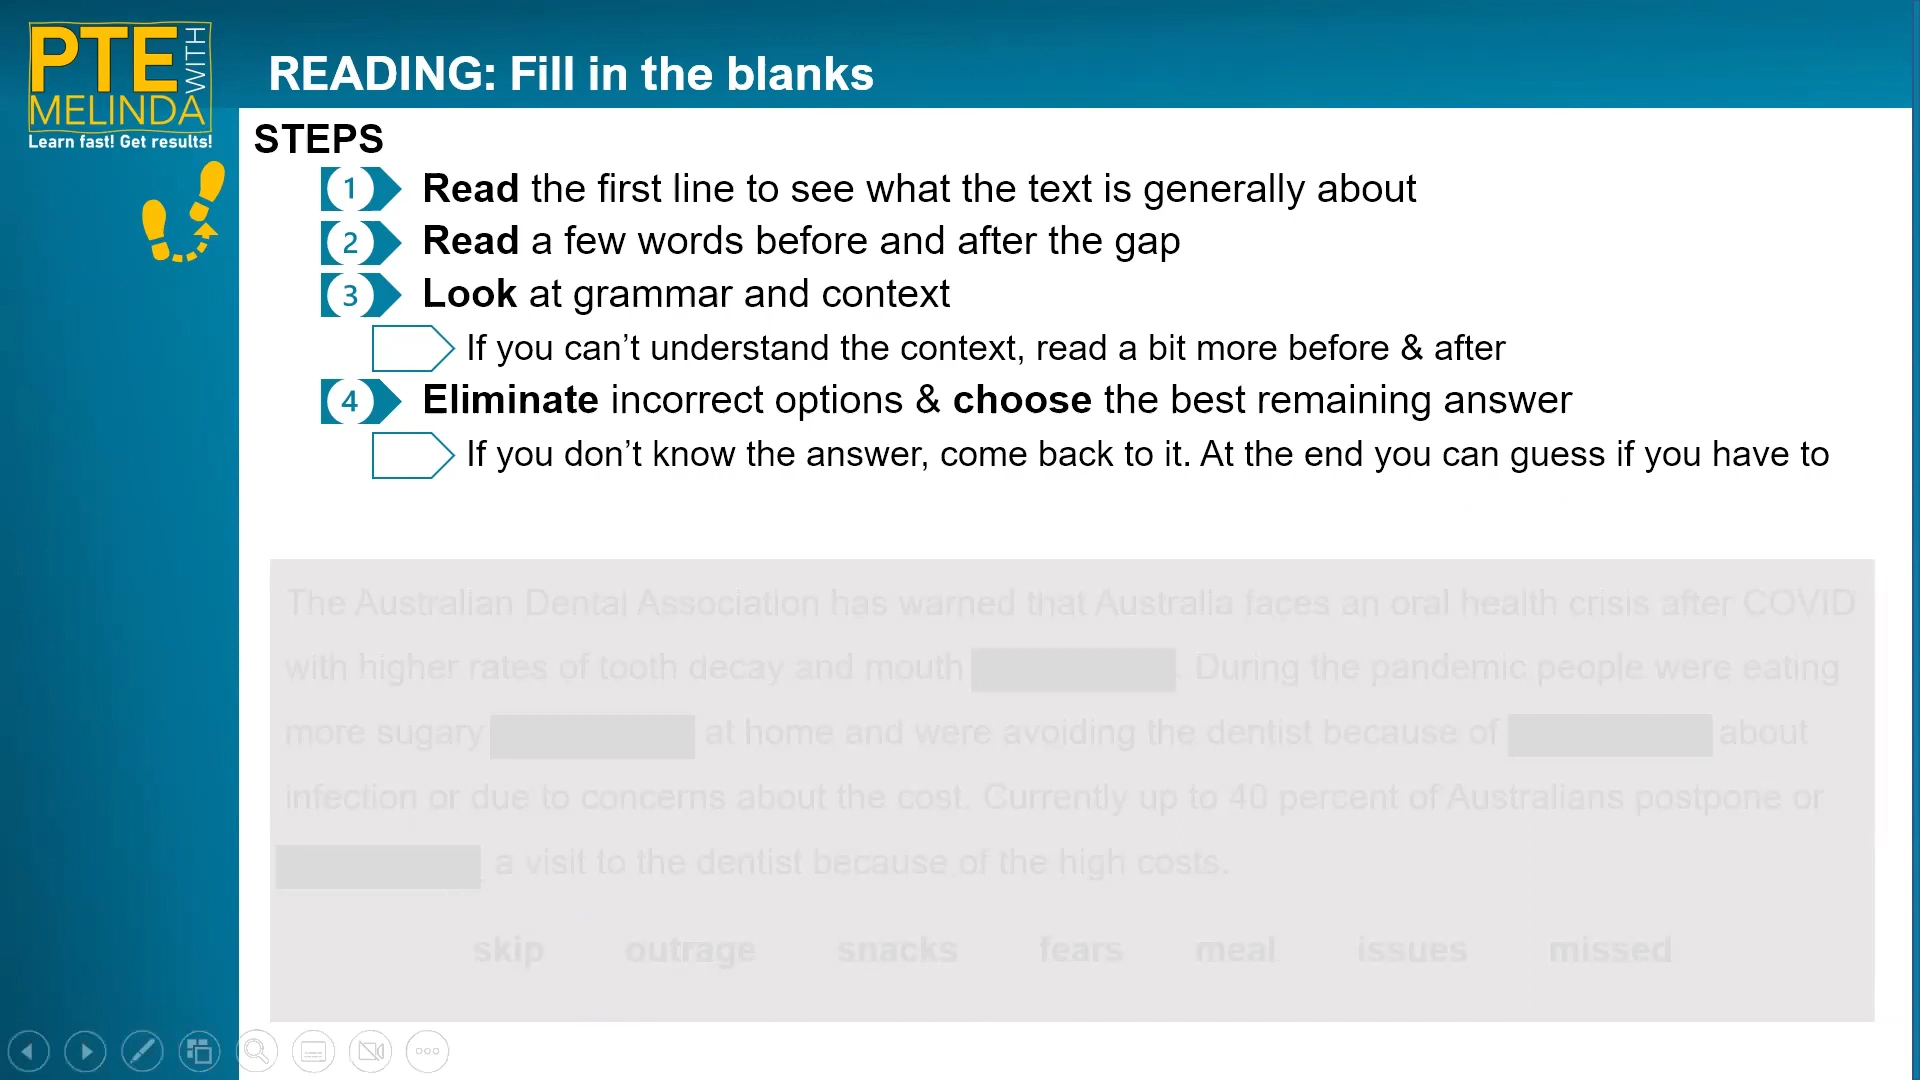 PTE WITH
MELINDA
Learn fast! Get results!
READING: Fill in the blanks
STEPS
1 Read the first line to see what the text is generally about
2 Read a few words before and after the gap
3 Look at grammar and context
If you can’t understand the context, read a bit more before & after
4 Eliminate incorrect options & choose the best remaining answer
If you don’t know the answer, come back to it. At the end you can guess if you have to
The Australian Dental Association has warned that Australia faces an oral health crisis after COVID
with higher rates of tooth decay and mouth . During the pandemic people were eating
more sugary at home and were avoiding the dentist because of about
infection or due to concerns about the cost. Currently up to 40 percent of Australians postpone or
a visit to the dentist because of the high costs.
skip outrage snacks fears meal issues missed